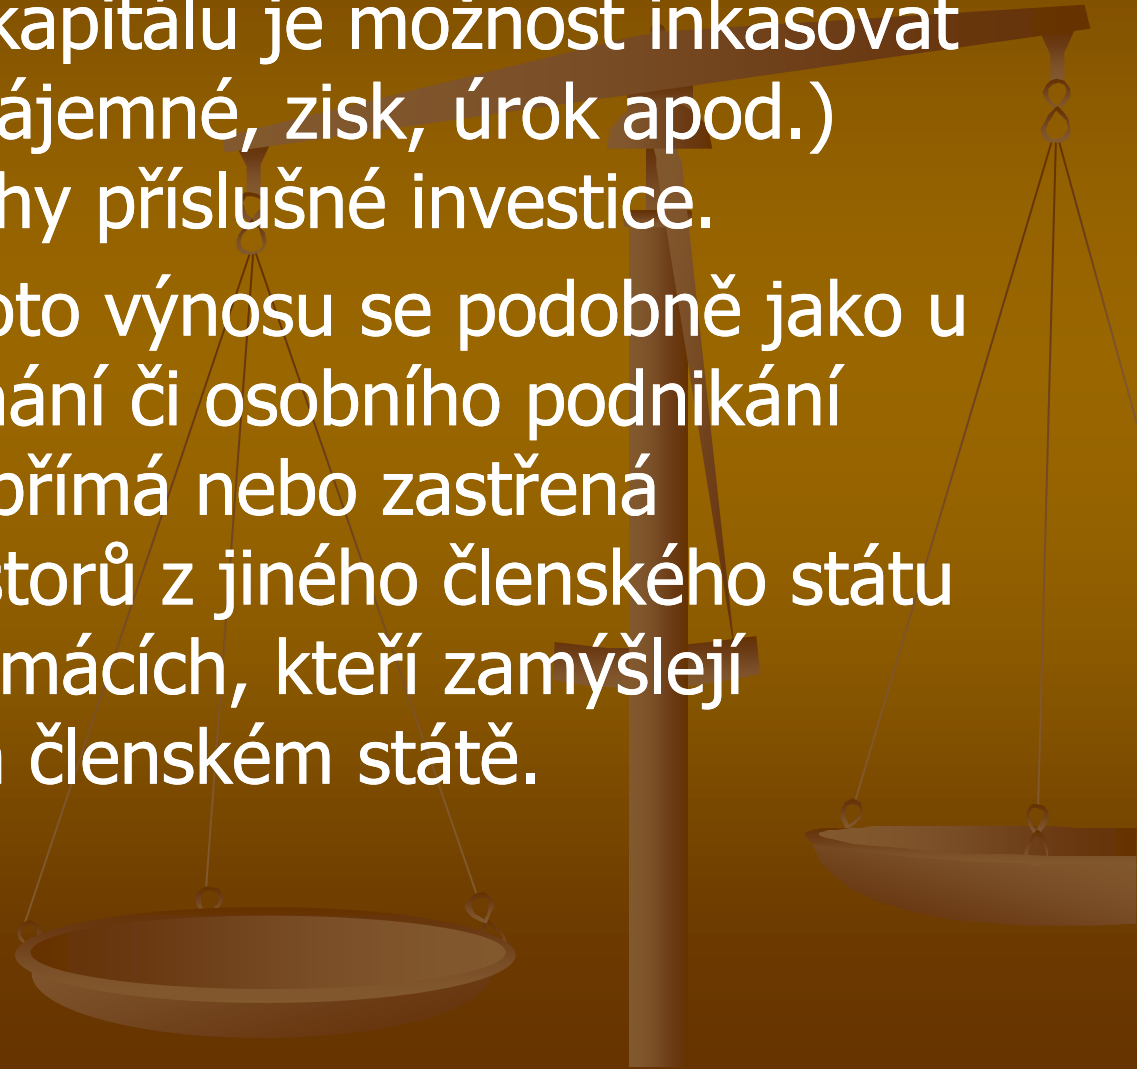 kapitálu je možnost inkasovat
ájemné, zisk, úrok apod.)
hy příslušné investice.
oto výnosu se podobně jako u
nání či osobního podnikání
přímá nebo zastřená
storů z jiného členského státu
mácích, kteří zamýšlejí
členském státě.